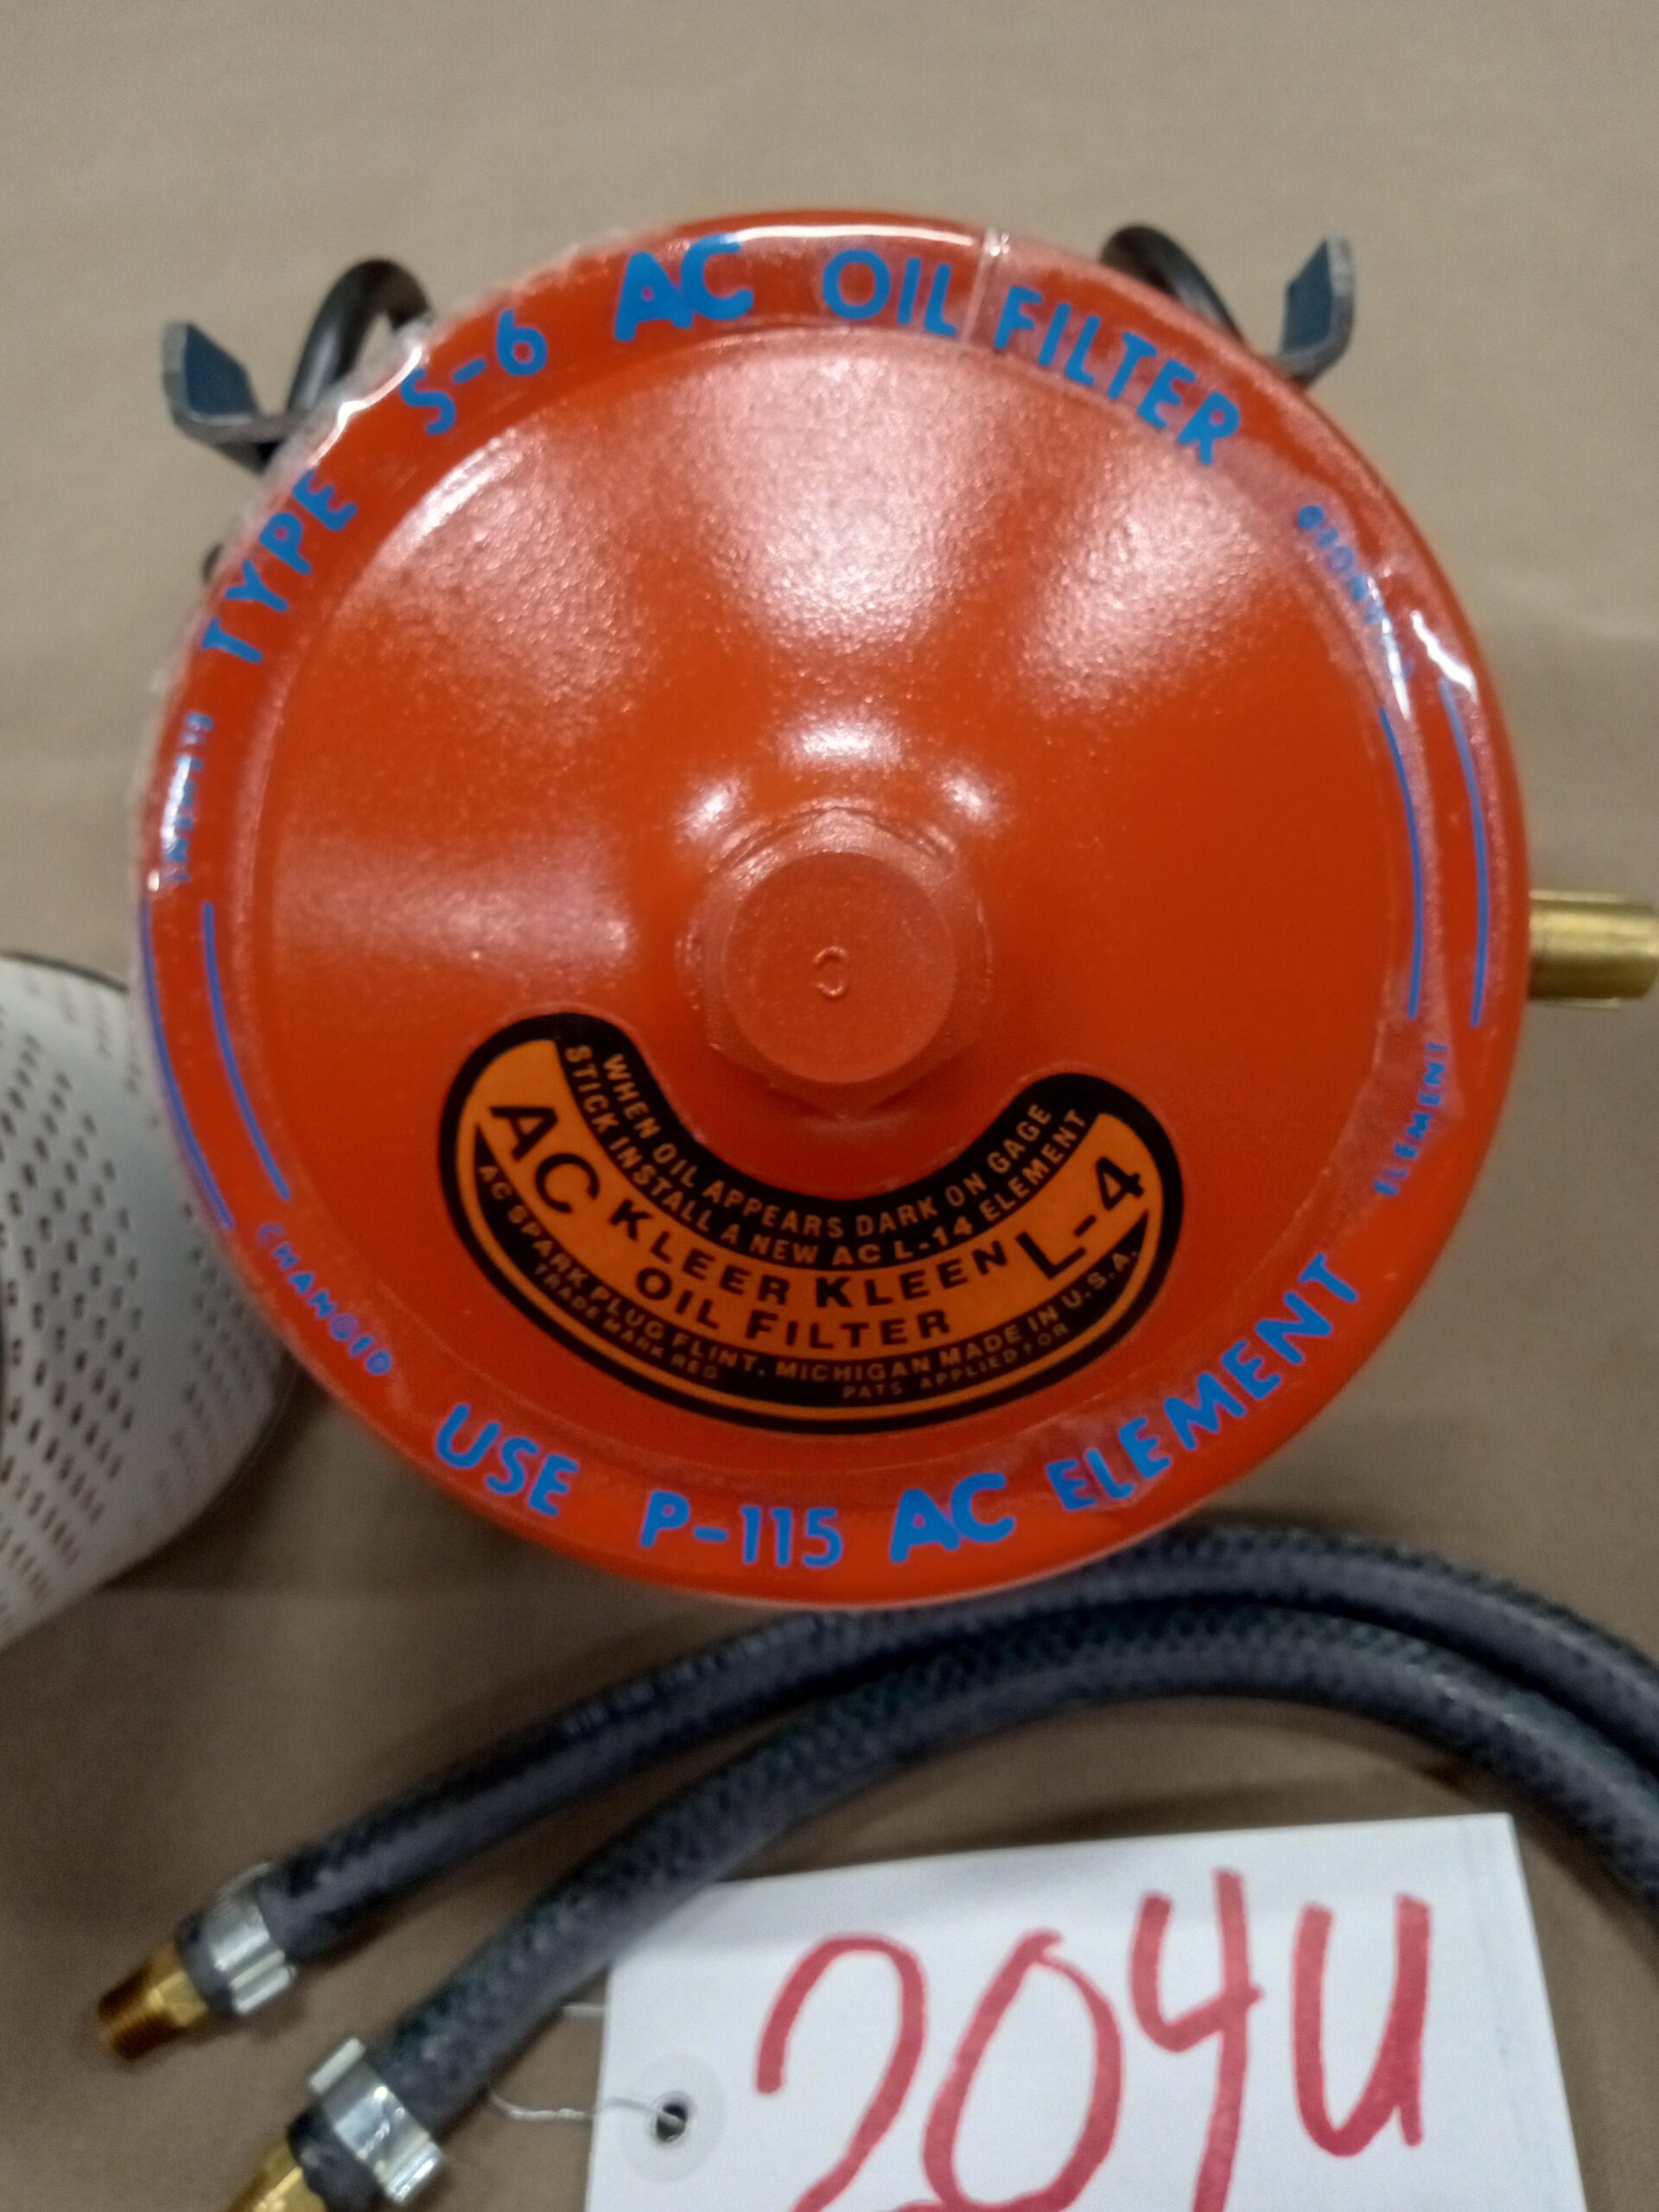 TYPE S-6 AC OIL FILTER
WHEN OIL APPEARS DARK ON GAGE
STICK INSTALL A NEW AC L-14 ELEMENT
AC KLEER KLEEN L-4
OIL FILTER
AC SPARK PLUG FLINT, MICHIGAN MADE IN U.S.A.
TRADE MARK REG PATS APPLIED FOR
CHANGED
ELEMENT
USE P-115 AC ELEMENT
204U